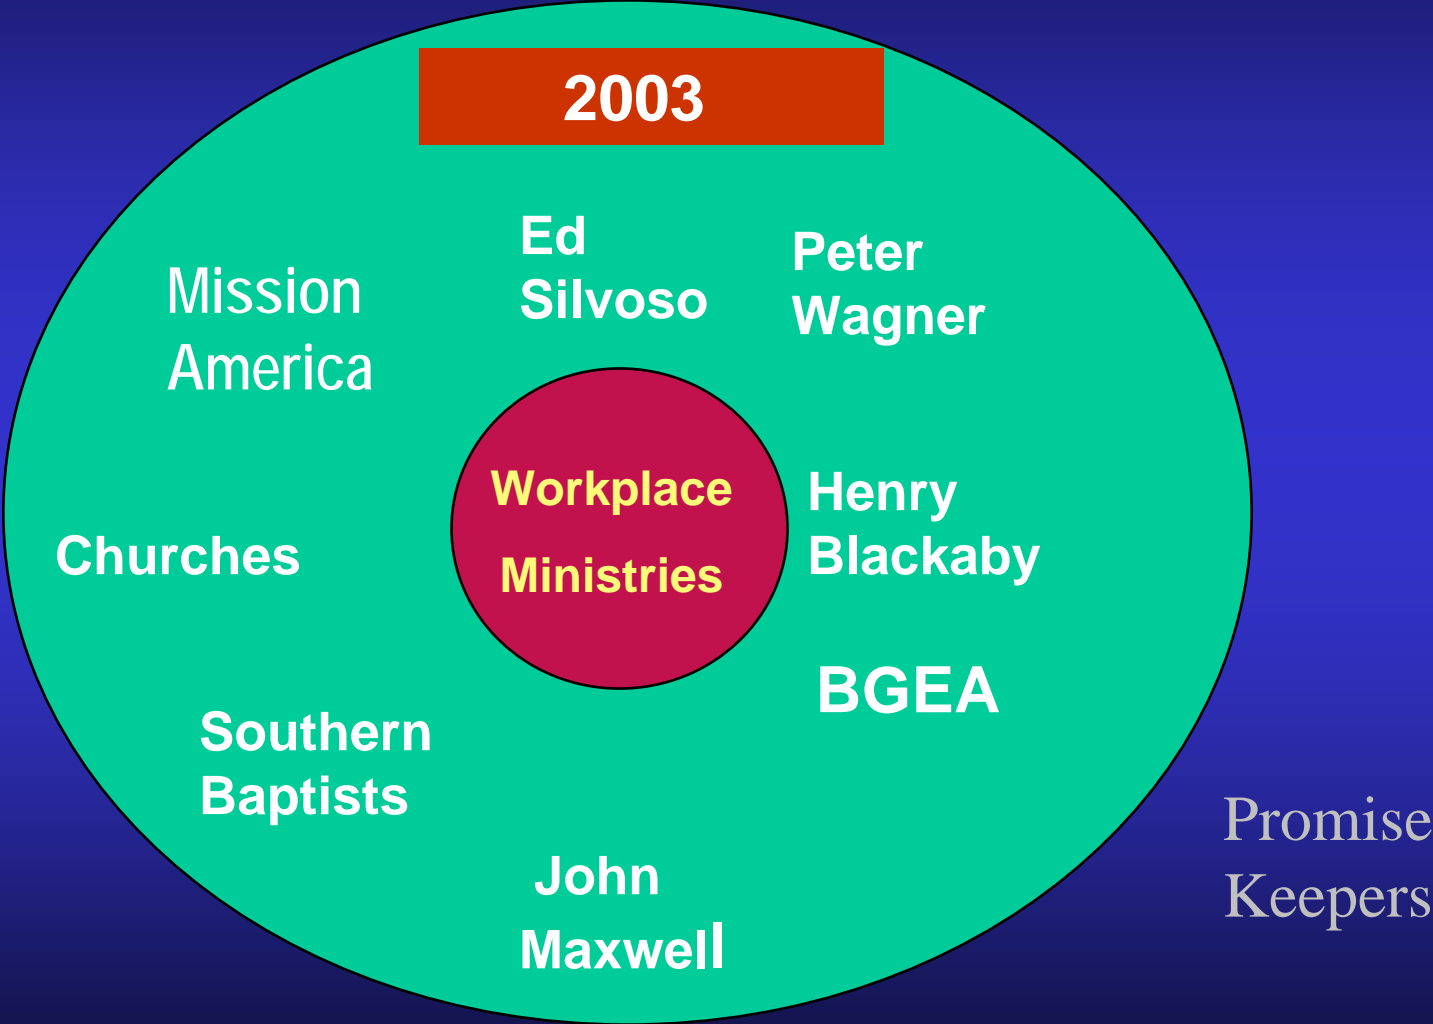 2003
Ed
Silvoso
Peter
Wagner
Mission
America
Workplace
Ministries
Henry
Blackaby
Churches
BGEA
Southern
Baptists
Promise
Keepers
John
Maxwell